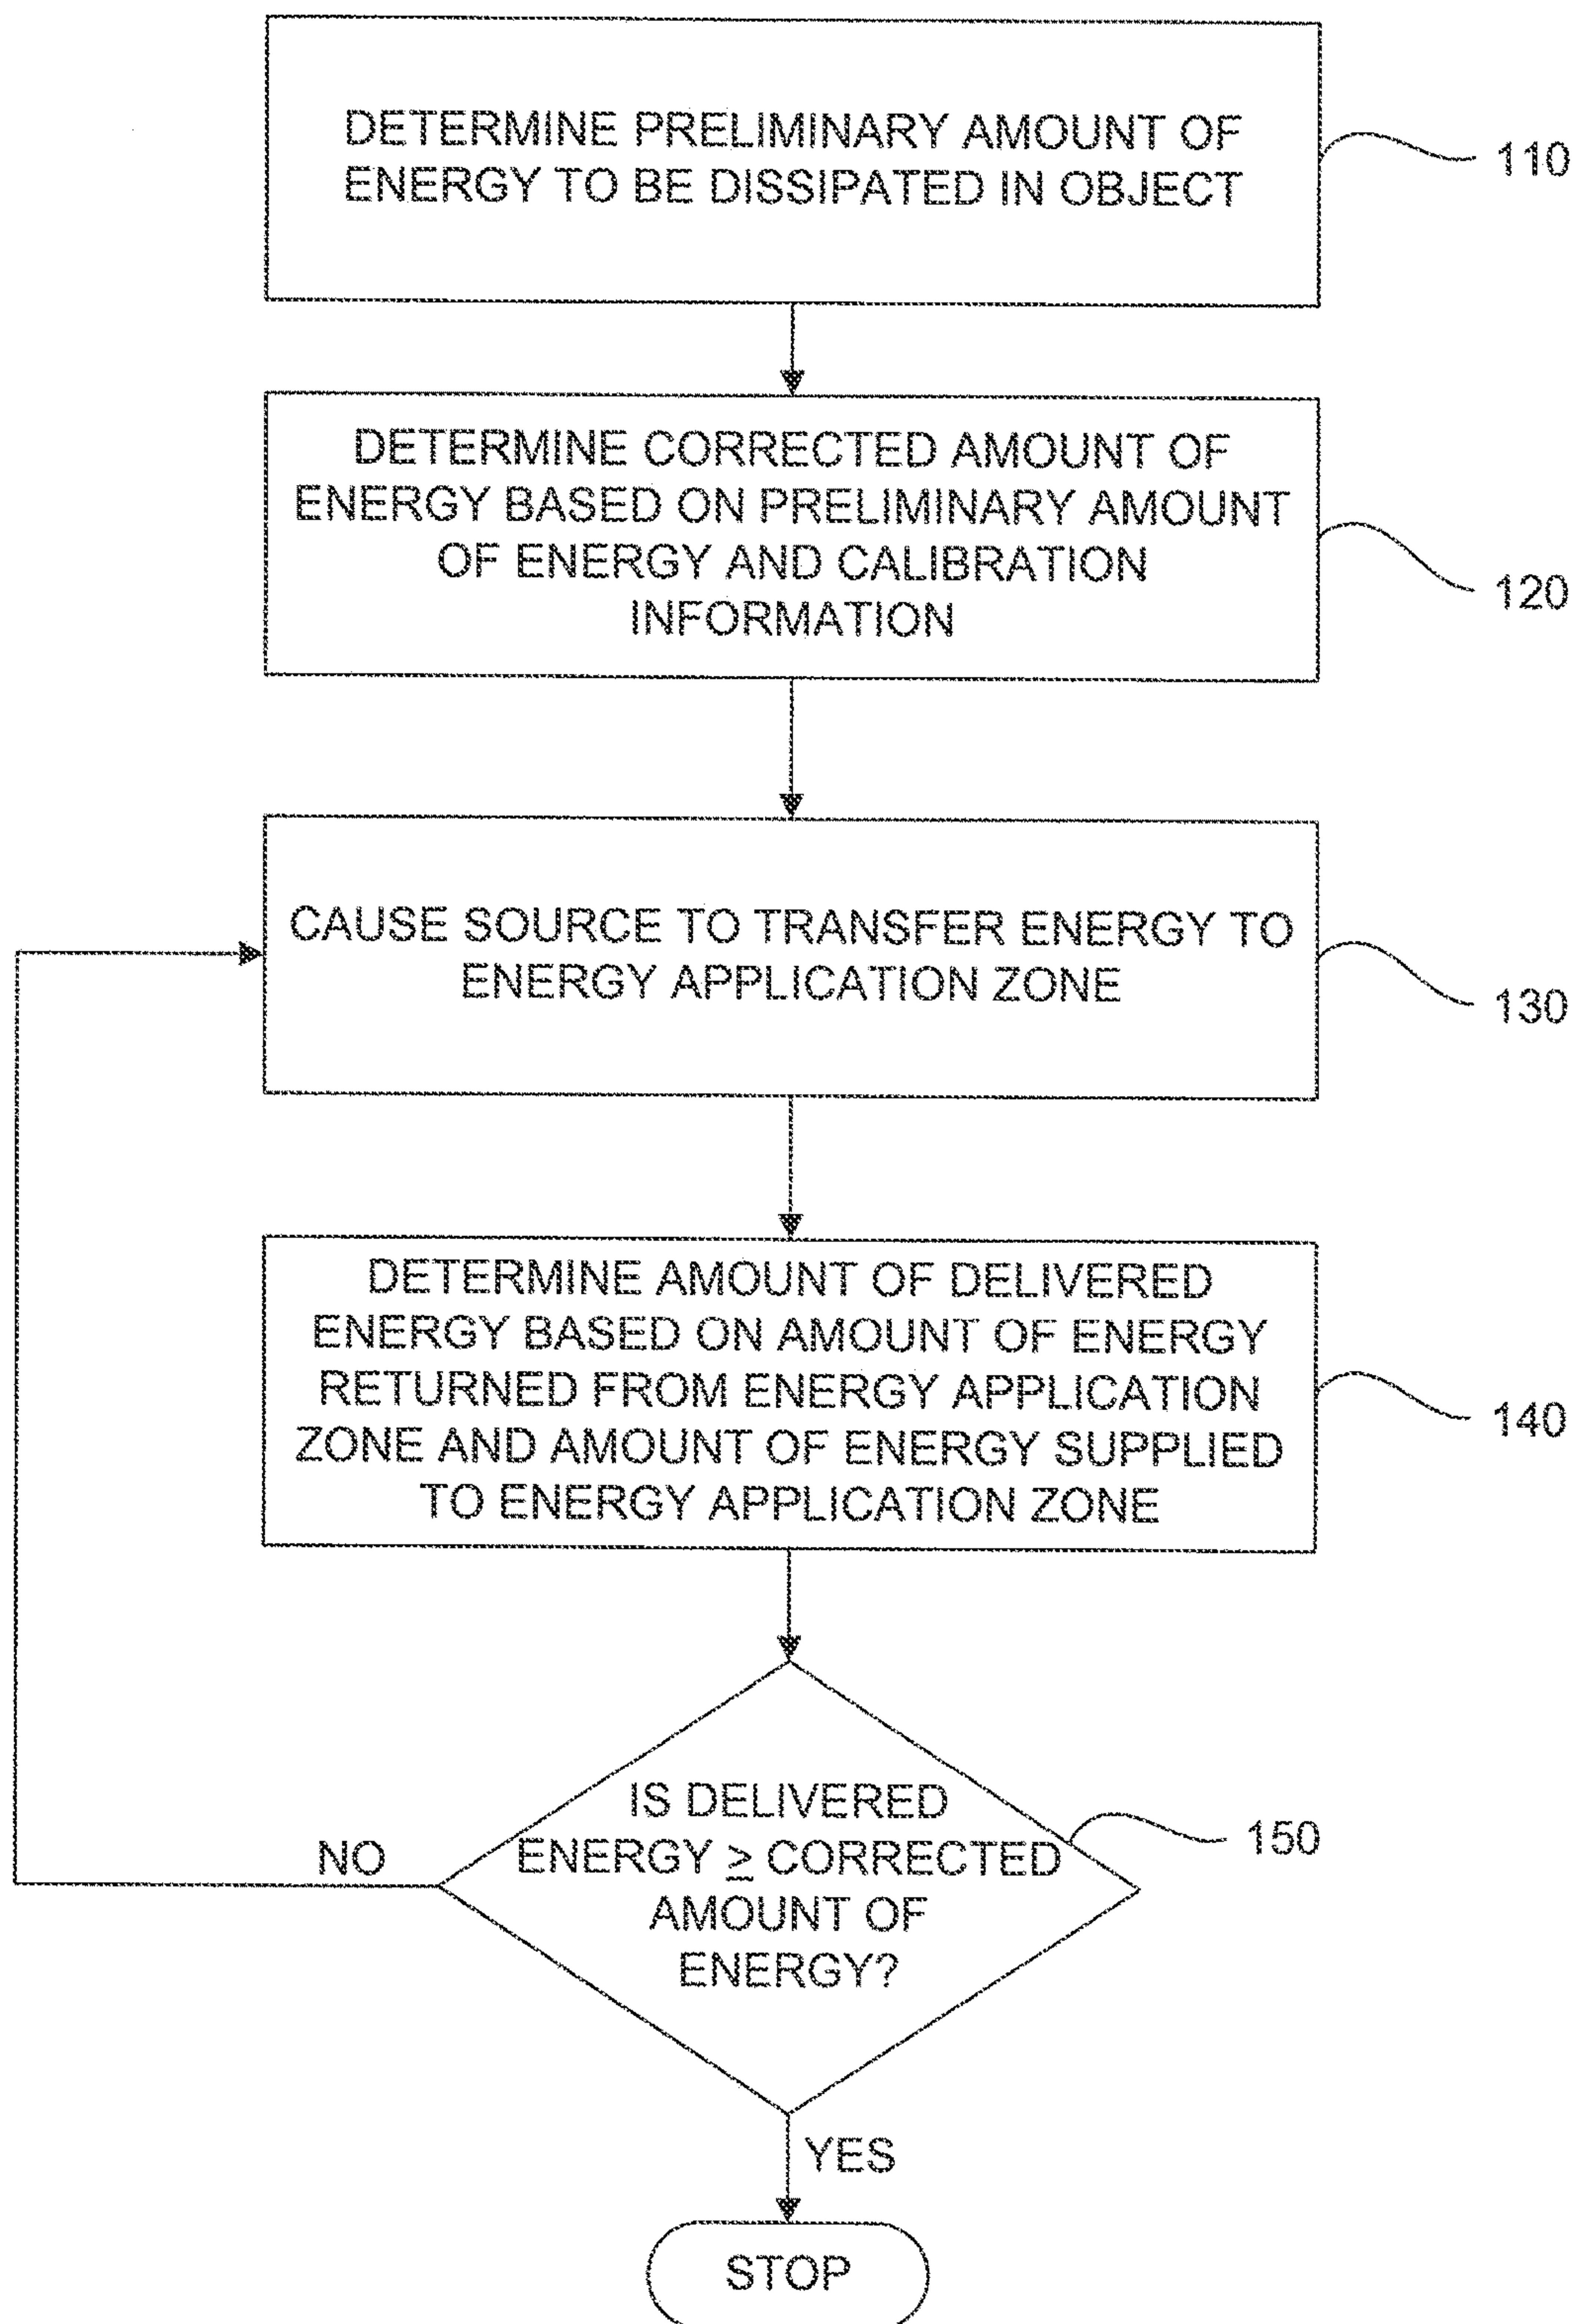 DETERMINE PRELIMINARY AMOUNT OF
ENERGY TO BE DISSIPATED IN OBJECT
110
DETERMINE CORRECTED AMOUNT OF
ENERGY BASED ON PRELIMINARY AMOUNT
OF ENERGY AND CALIBRATION
INFORMATION
120
CAUSE SOURCE TO TRANSFER ENERGY TO
ENERGY APPLICATION ZONE
130
DETERMINE AMOUNT OF DELIVERED
ENERGY BASED ON AMOUNT OF ENERGY
RETURNED FROM ENERGY APPLICATION
ZONE AND AMOUNT OF ENERGY SUPPLIED
TO ENERGY APPLICATION ZONE
140
IS DELIVERED
ENERGY ≥ CORRECTED
AMOUNT OF
ENERGY?
150
NO
YES
STOP